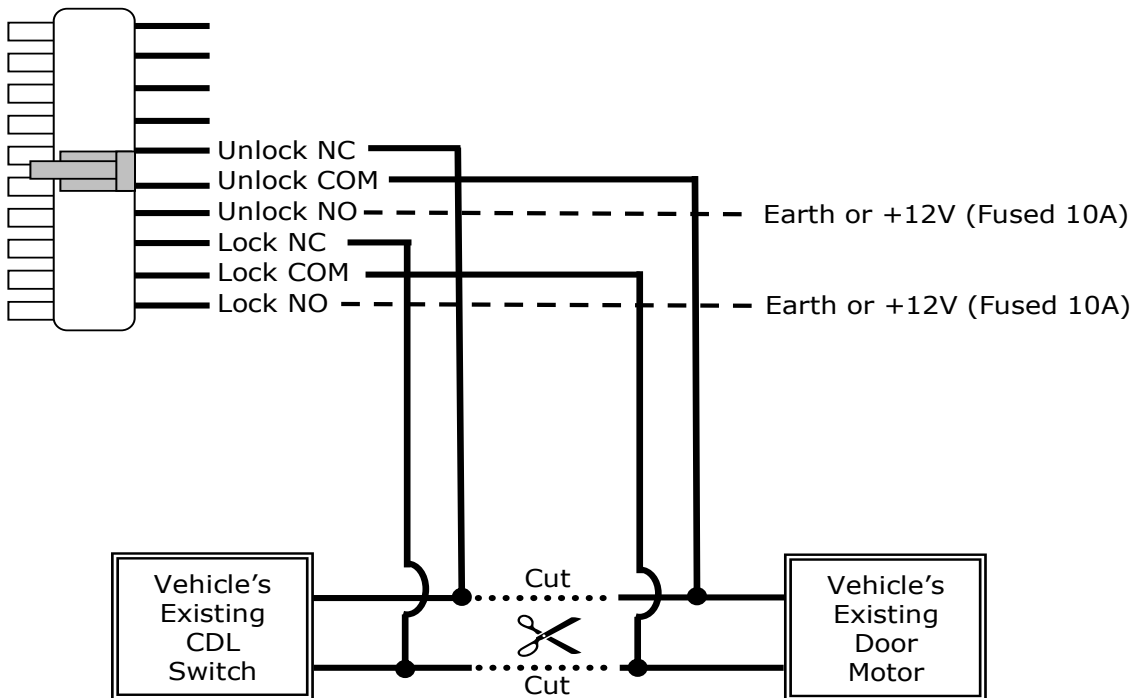 Unlock NC
Unlock COM
Unlock NO
Earth or +12V (Fused 10A)
Lock NC
Lock COM
Lock NO
Earth or +12V (Fused 10A)
Vehicle’s
Existing
CDL
Switch
Cut
Cut
Vehicle’s
Existing
Door
Motor